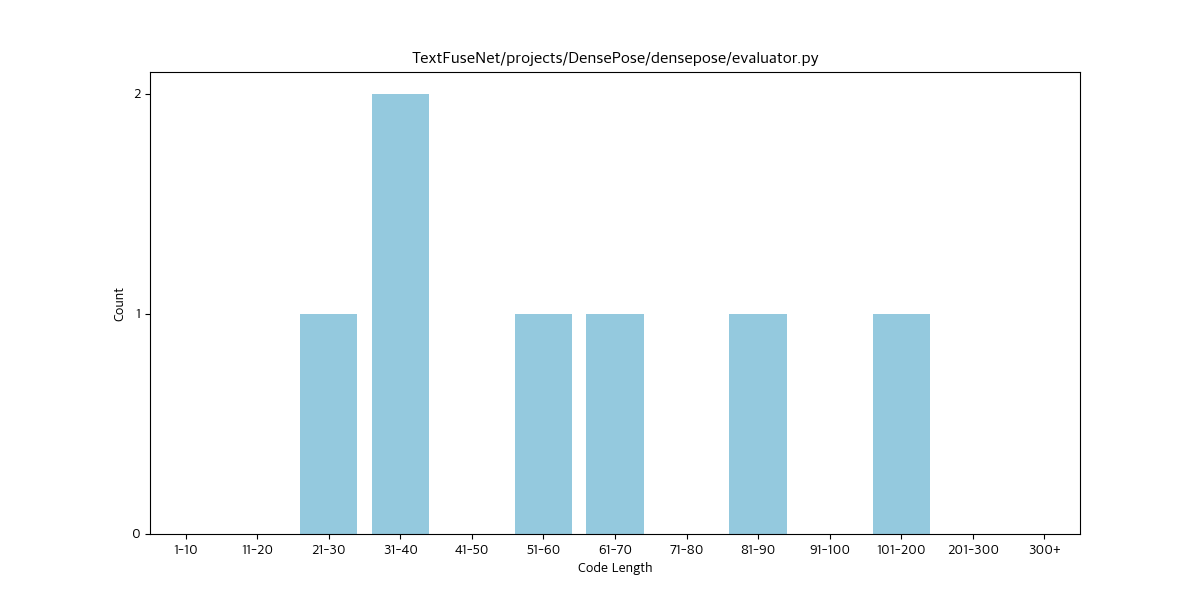 TextFuseNet/projects/DensePose/densepose/evaluator.py
2
1
0
Count
1-10 11-20 21-30 31-40 41-50 51-60 61-70 71-80 81-90 91-100 101-200 201-300 300+
Code Length